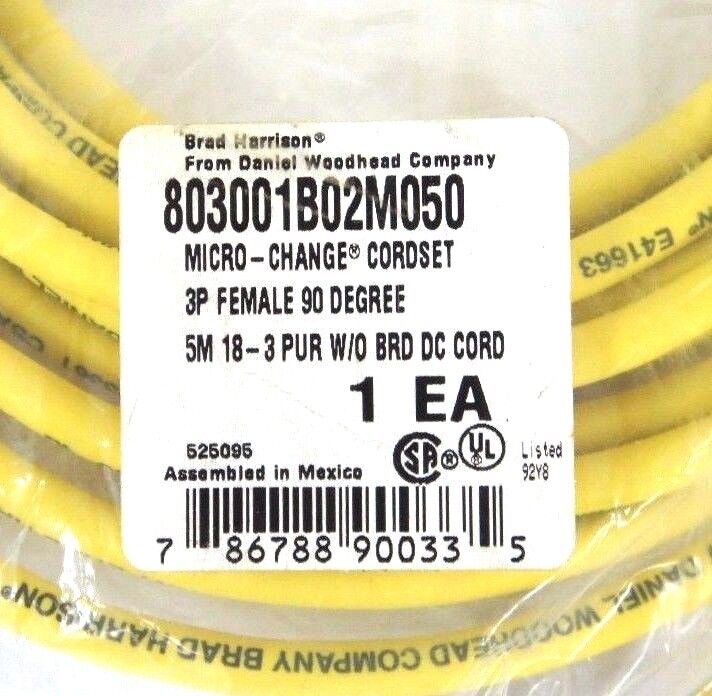 Brad Harrison®
From Daniel Woodhead Company
803001B02M050
MICRO-CHANGE® CORDSET
3P FEMALE 90 DEGREE
5M 18-3 PUR W/O BRD DC CORD
1 EA
525095
Assembled in Mexico
CSA® UL® Listed
92Y8
7 86788 90033 5
E41663
DANIEL WOODHEAD COMPANY BRAD HARRISON®